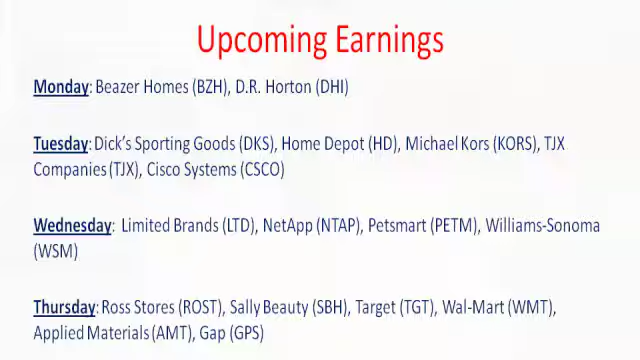 Upcoming Earnings
Monday: Beazer Homes (BZH), D.R. Horton (DHI)
Tuesday: Dick's Sporting Goods (DKS), Home Depot (HD), Michael Kors (KORS), TJX
Companies (TJX), Cisco Systems (CSCO)
Wednesday: Limited Brands (LTD), NetApp (NTAP), Petsmart (PETM), Williams-Sonoma
(WSM)
Thursday: Ross Stores (ROST), Sally Beauty (SBH), Target (TGT), Wal-Mart (WMT),
Applied Materials (AMT), Gap (GPS)